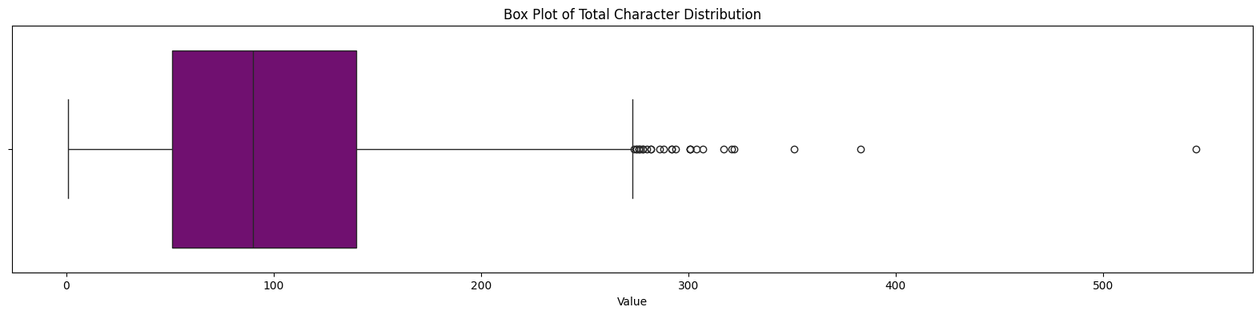 Box Plot of Total Character Distribution
0 100 200 300 400 500
Value